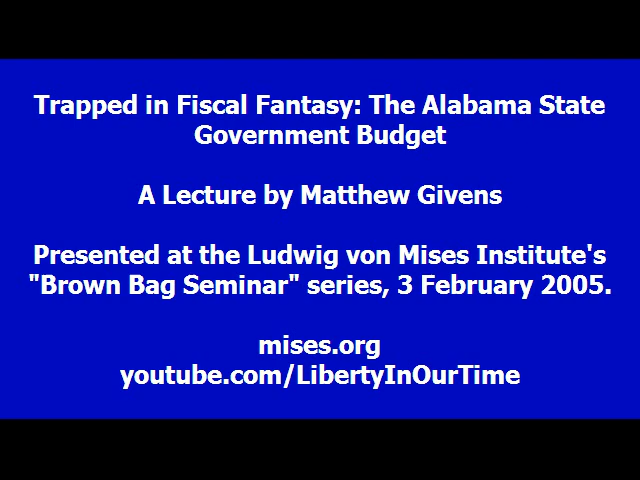 Trapped in Fiscal Fantasy: The Alabama State
Government Budget
A Lecture by Matthew Givens
Presented at the Ludwig von Mises Institute's
"Brown Bag Seminar" series, 3 February 2005.
mises.org
youtube.com/LibertyInOurTime